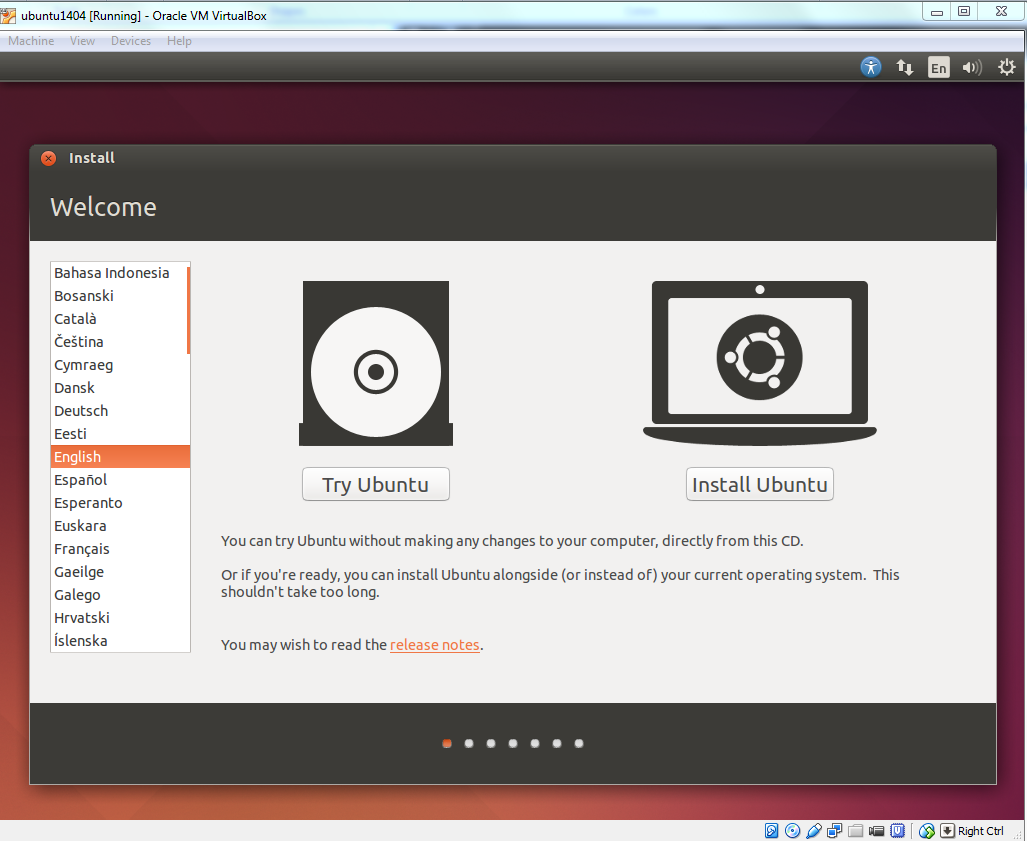 ubuntu1404 [Running] - Oracle VM VirtualBox
Machine View Devices Help
En
Install
Welcome
Bahasa Indonesia
Bosanski
Català
Čeština
Cymraeg
Dansk
Deutsch
Eesti
English
Español
Esperanto
Euskara
Français
Gaeilge
Galego
Hrvatski
Íslenska
Try Ubuntu
Install Ubuntu
You can try Ubuntu without making any changes to your computer, directly from this CD.
Or if you're ready, you can install Ubuntu alongside (or instead of) your current operating system. This
shouldn't take too long.
You may wish to read the release notes.
Right Ctrl